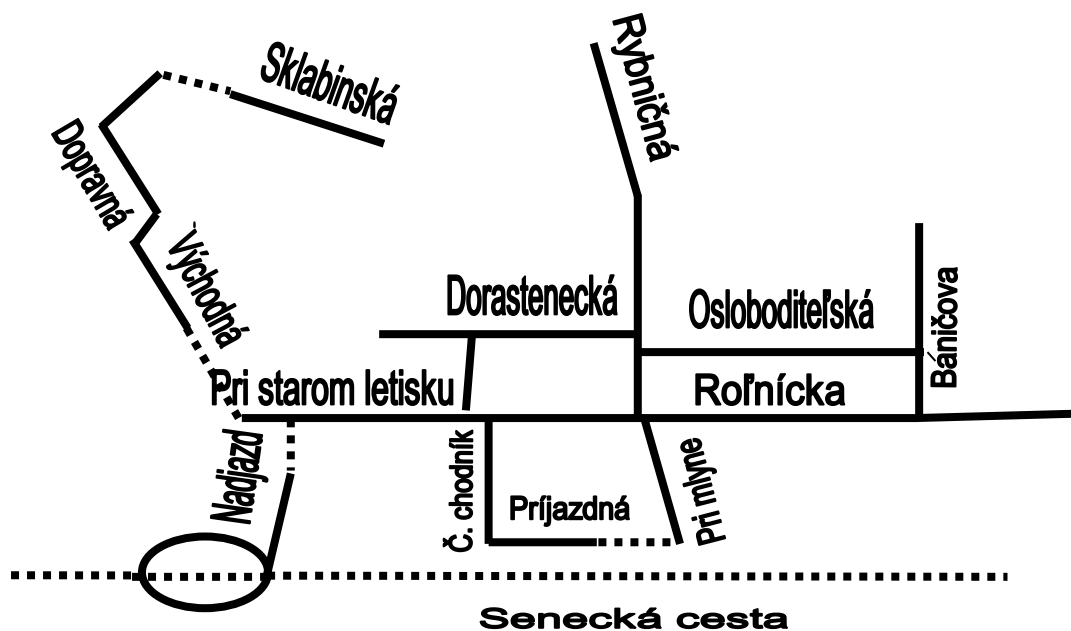 Sklabinská
Rybničná
Dopravná
Východná
Dorastenecká
Osloboditeľská
Báničova
Pri starom letisku
Roľnícka
Nadjazd
Č. chodník
Príjazdná
Pri mlyne
Senecká cesta